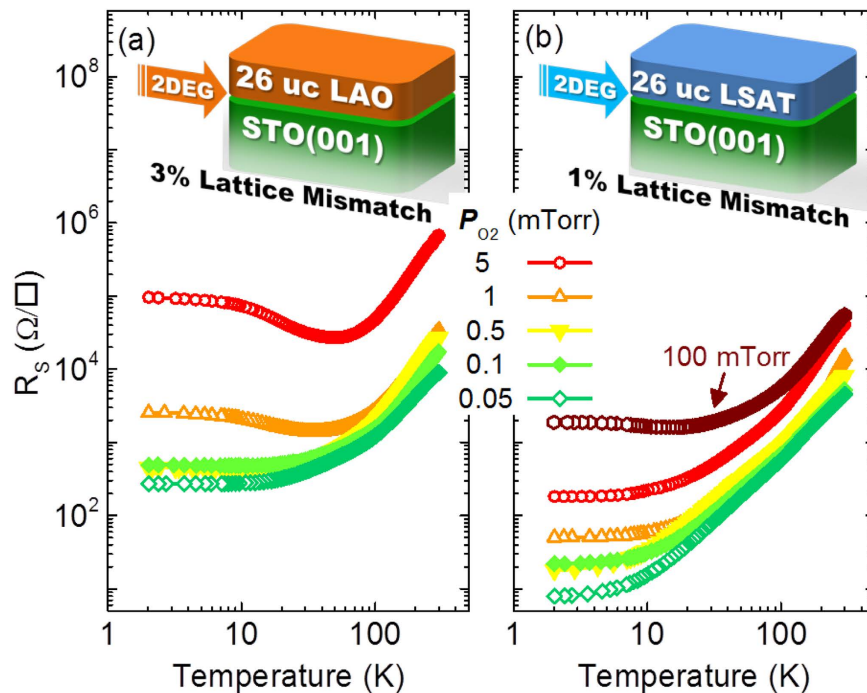 (a)
2DEG
26 uc LAO
STO(001)
3% Lattice Mismatch
(b)
2DEG
26 uc LSAT
STO(001)
1% Lattice Mismatch
P_O2 (mTorr)
5
1
0.5
0.1
0.05
100 mTorr
R_S (Ω/□)
10^8
10^6
10^4
10^2
1
10
100
Temperature (K)
1
10
100
Temperature (K)